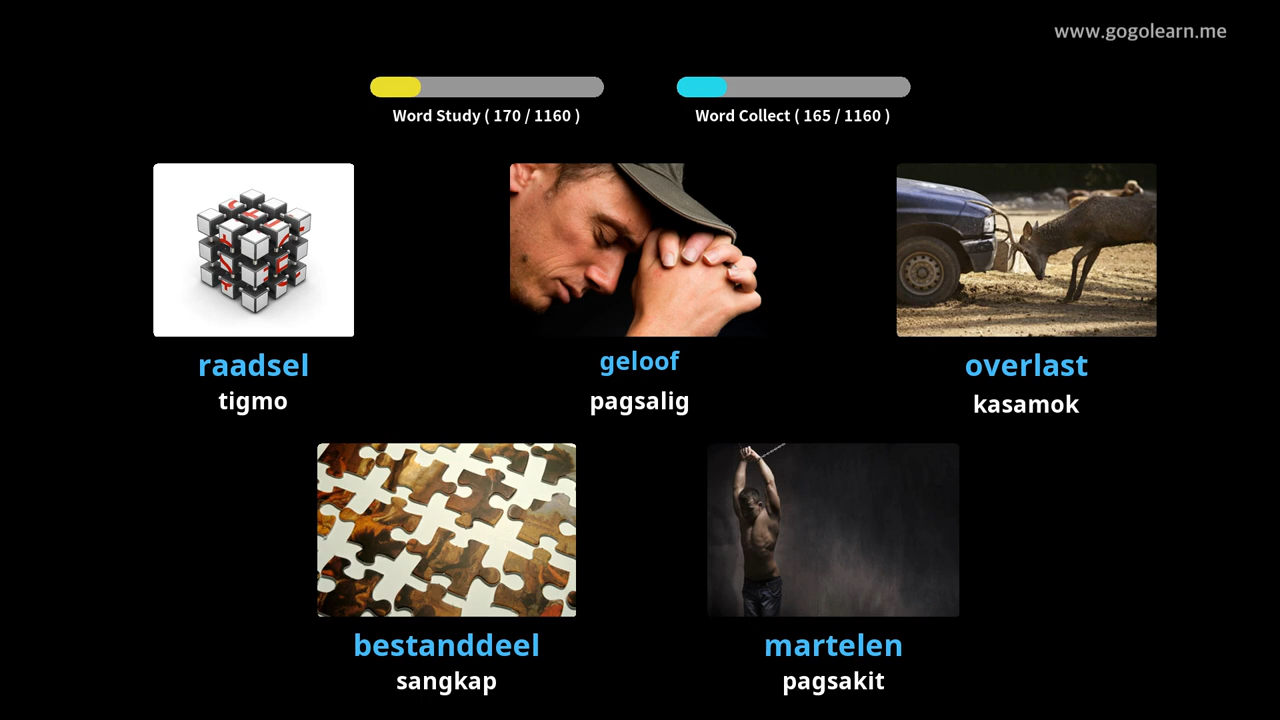 www.gogolearn.me
Word Study ( 170 / 1160 )
Word Collect ( 165 / 1160 )
raadsel
tigmo
geloof
pagsalig
overlast
kasamok
bestanddeel
sangkap
martelen
pagsakit